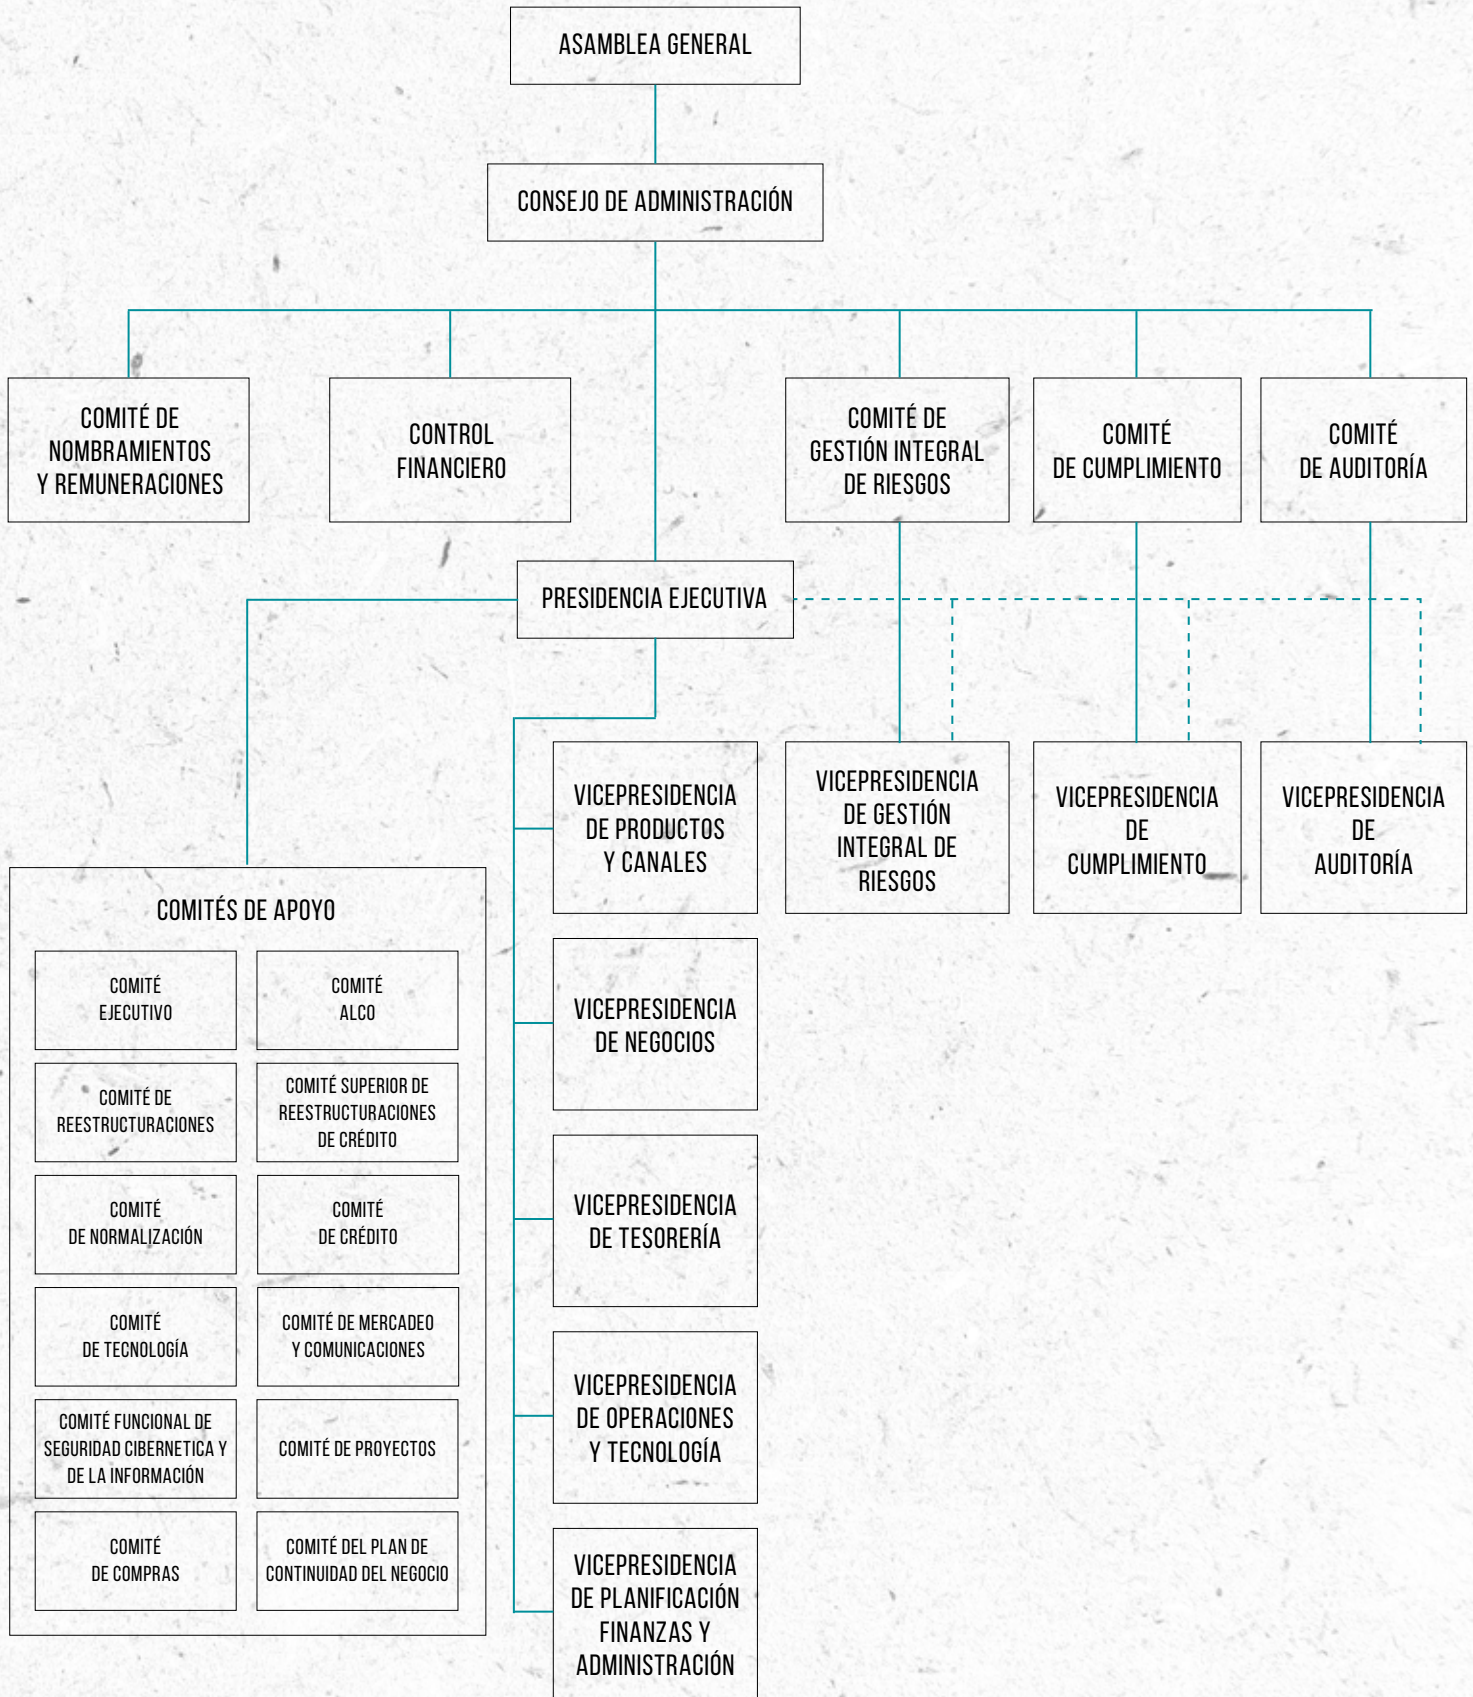 ASAMBLEA GENERAL
CONSEJO DE ADMINISTRACIÓN
COMITÉ DE
NOMBRAMIENTOS
Y REMUNERACIONES
CONTROL
FINANCIERO
COMITÉ DE
GESTIÓN INTEGRAL
DE RIESGOS
COMITÉ
DE CUMPLIMIENTO
COMITÉ
DE AUDITORÍA
PRESIDENCIA EJECUTIVA
VICEPRESIDENCIA
DE PRODUCTOS
Y CANALES
VICEPRESIDENCIA
DE GESTIÓN
INTEGRAL DE
RIESGOS
VICEPRESIDENCIA
DE
CUMPLIMIENTO
VICEPRESIDENCIA
DE
AUDITORÍA
COMITÉS DE APOYO
COMITÉ
EJECUTIVO
COMITÉ
ALCO
COMITÉ DE
REESTRUCTURACIONES
COMITÉ SUPERIOR DE
REESTRUCTURACIONES
DE CRÉDITO
COMITÉ
DE NORMALIZACIÓN
COMITÉ
DE CRÉDITO
COMITÉ
DE TECNOLOGÍA
COMITÉ DE MERCADEO
Y COMUNICACIONES
COMITÉ FUNCIONAL DE
SEGURIDAD CIBERNETICA Y
DE LA INFORMACIÓN
COMITÉ DE PROYECTOS
COMITÉ
DE COMPRAS
COMITÉ DEL PLAN DE
CONTINUIDAD DEL NEGOCIO
VICEPRESIDENCIA
DE NEGOCIOS
VICEPRESIDENCIA
DE TESORERÍA
VICEPRESIDENCIA
DE OPERACIONES
Y TECNOLOGÍA
VICEPRESIDENCIA
DE PLANIFICACIÓN
FINANZAS Y
ADMINISTRACIÓN